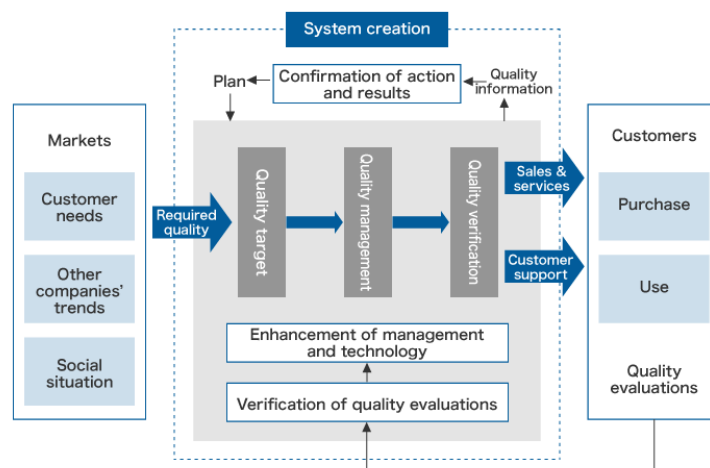 System creation
Plan
Confirmation of action
and results
Quality
information
Markets
Customer
needs
Other
companies’
trends
Social
situation
Required
quality
Quality target
Quality management
Quality verification
Sales &
services
Customer
support
Enhancement of management
and technology
Verification of quality evaluations
Customers
Purchase
Use
Quality
evaluations